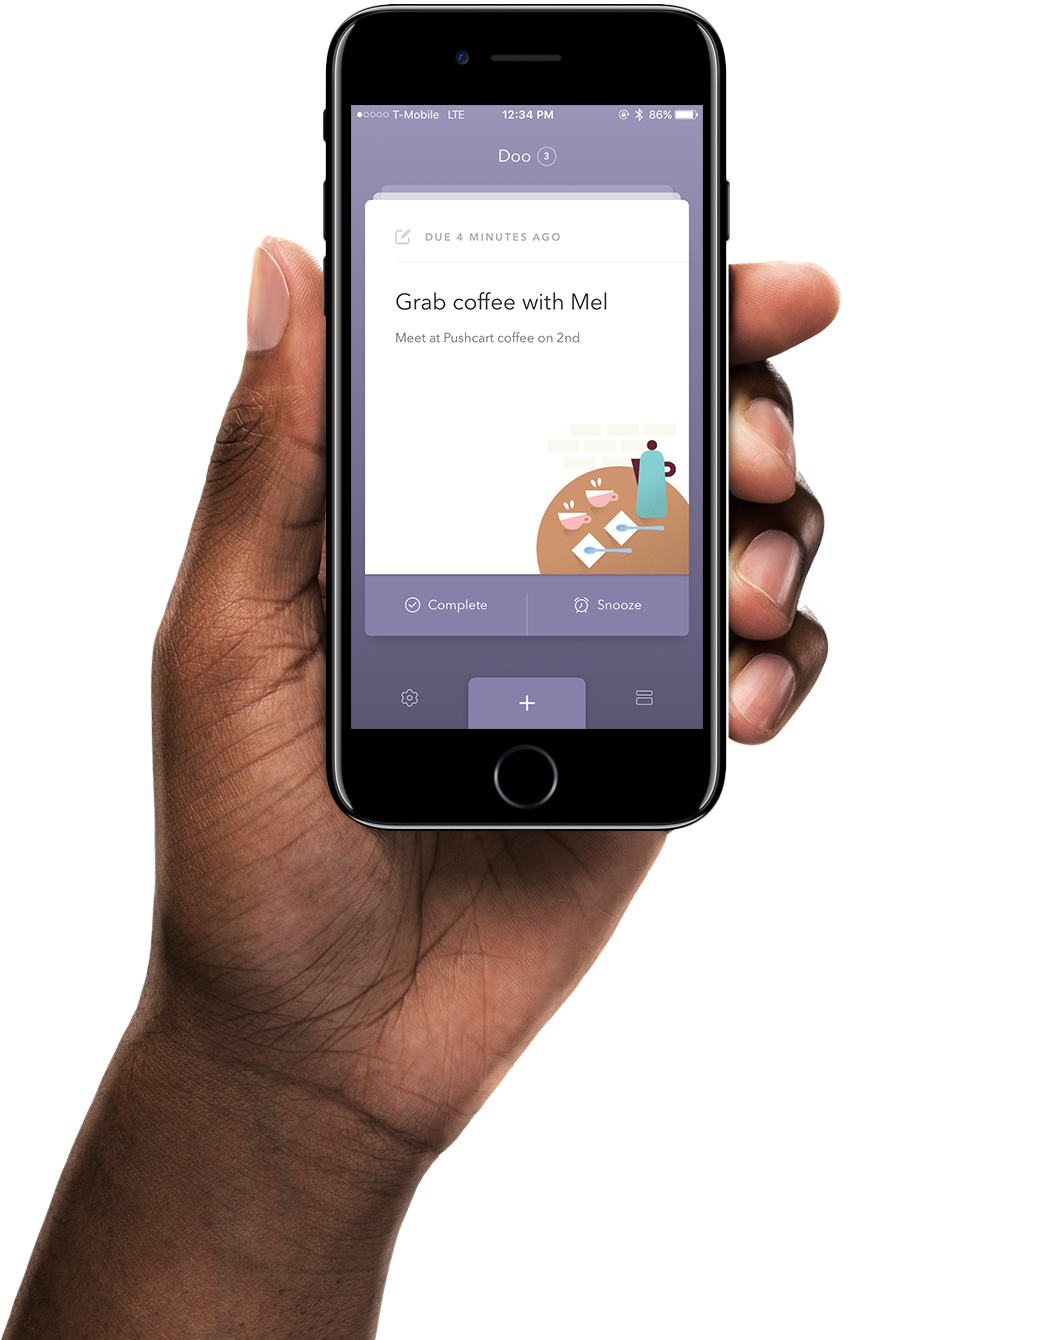 T-Mobile LTE 12:34 PM 86%
Doo 3
DUE 4 MINUTES AGO
Grab coffee with Mel
Meet at Pushcart coffee on 2nd
Complete Snooze
+